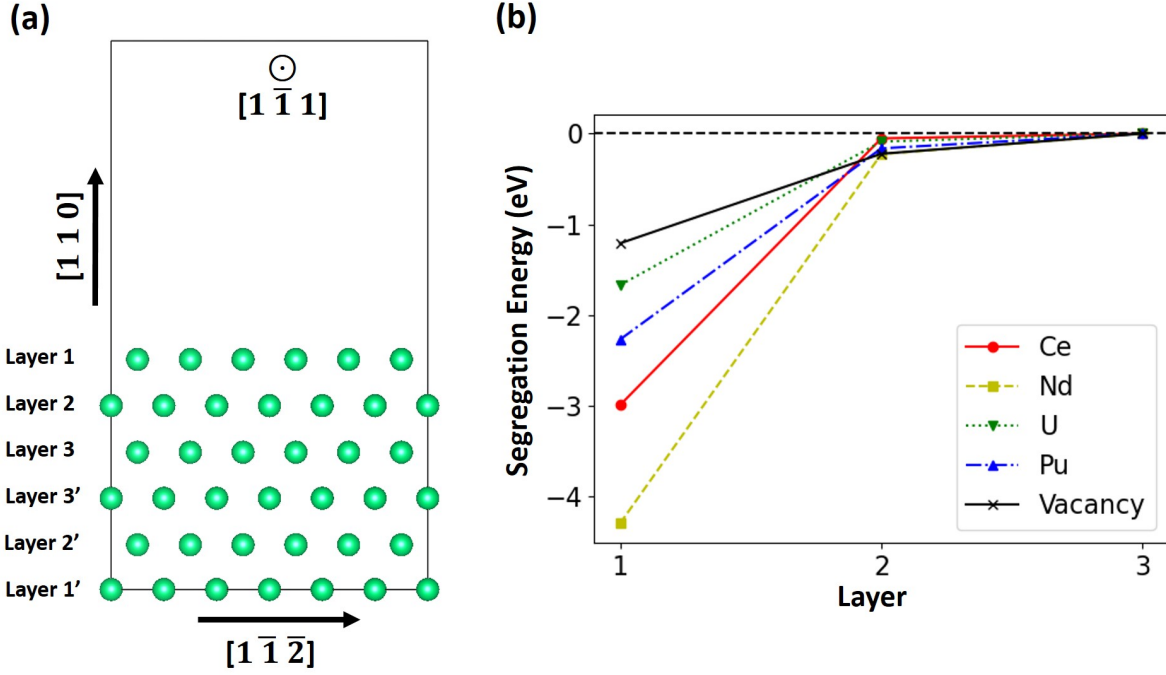 (a)
[1 1̅ 1]
[1 1 0]
Layer 1
Layer 2
Layer 3
Layer 3’
Layer 2’
Layer 1’
[1 1̅ 2̅]
(b)
Segregation Energy (eV)
0
−1
−2
−3
−4
Ce
Nd
U
Pu
Vacancy
1
2
3
Layer